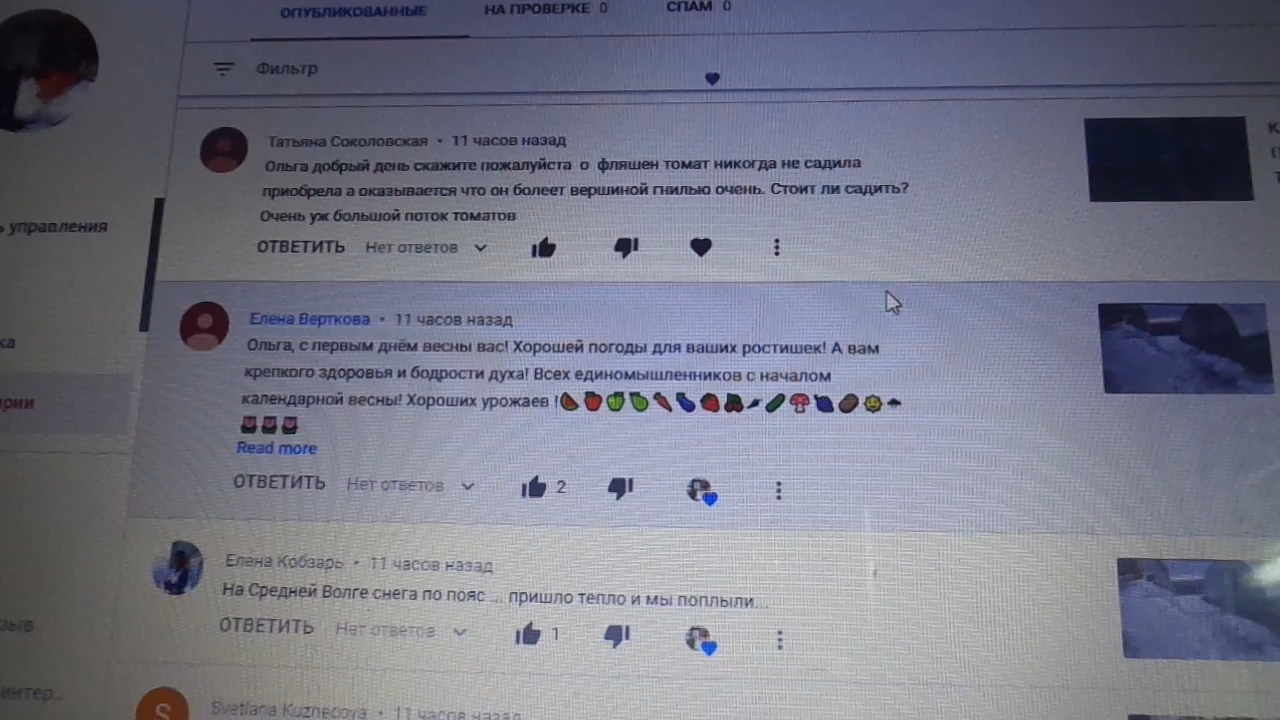 ОПУБЛИКОВАННЫЕ НА ПРОВЕРКЕ 0 СПАМ 0
Фильтр
Татьяна Соколовская • 11 часов назад
Ольга добрый день скажите пожалуйста о фляшен томат никогда не садила
приобрела а оказывается что он болеет вершиной гнилью очень. Стоит ли садить?
Очень уж большой поток томатов
ОТВЕТИТЬ Нет ответов
управления
Елена Верткова • 11 часов назад
Ольга, с первым днём весны вас! Хорошей погоды для ваших ростишек! А вам
крепкого здоровья и бодрости духа! Всех единомышленников с началом
календарной весны! Хороших урожаев !🍉🍎🍏🍐🥕🍆🍓🍒🌶🥒🍄🍇🥔🌞☂
🌷🌷🌷
Read more
ОТВЕТИТЬ Нет ответов 2
Елена Кобзарь • 11 часов назад
На Средней Волге снега по пояс ... пришло тепло и мы поплыли...
ОТВЕТИТЬ Нет ответов 1
S Svetlana Kuznecova • 11 часов назад